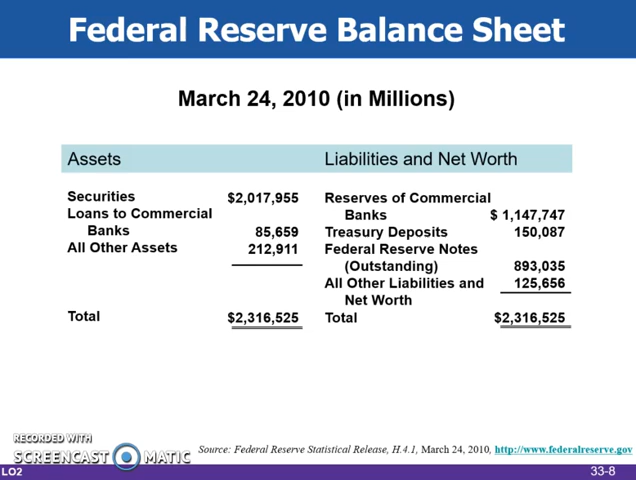 Federal Reserve Balance Sheet
March 24, 2010 (in Millions)
Assets
Securities $2,017,955
Loans to Commercial
Banks 85,659
All Other Assets 212,911
Total $2,316,525
Liabilities and Net Worth
Reserves of Commercial
Banks $ 1,147,747
Treasury Deposits 150,087
Federal Reserve Notes
(Outstanding) 893,035
All Other Liabilities and 125,656
Net Worth
Total $2,316,525
RECORDED WITH
SCREENCAST MATIC
Source: Federal Reserve Statistical Release, H.4.1, March 24, 2010, http://www.federalreserve.gov
LO2 33-8